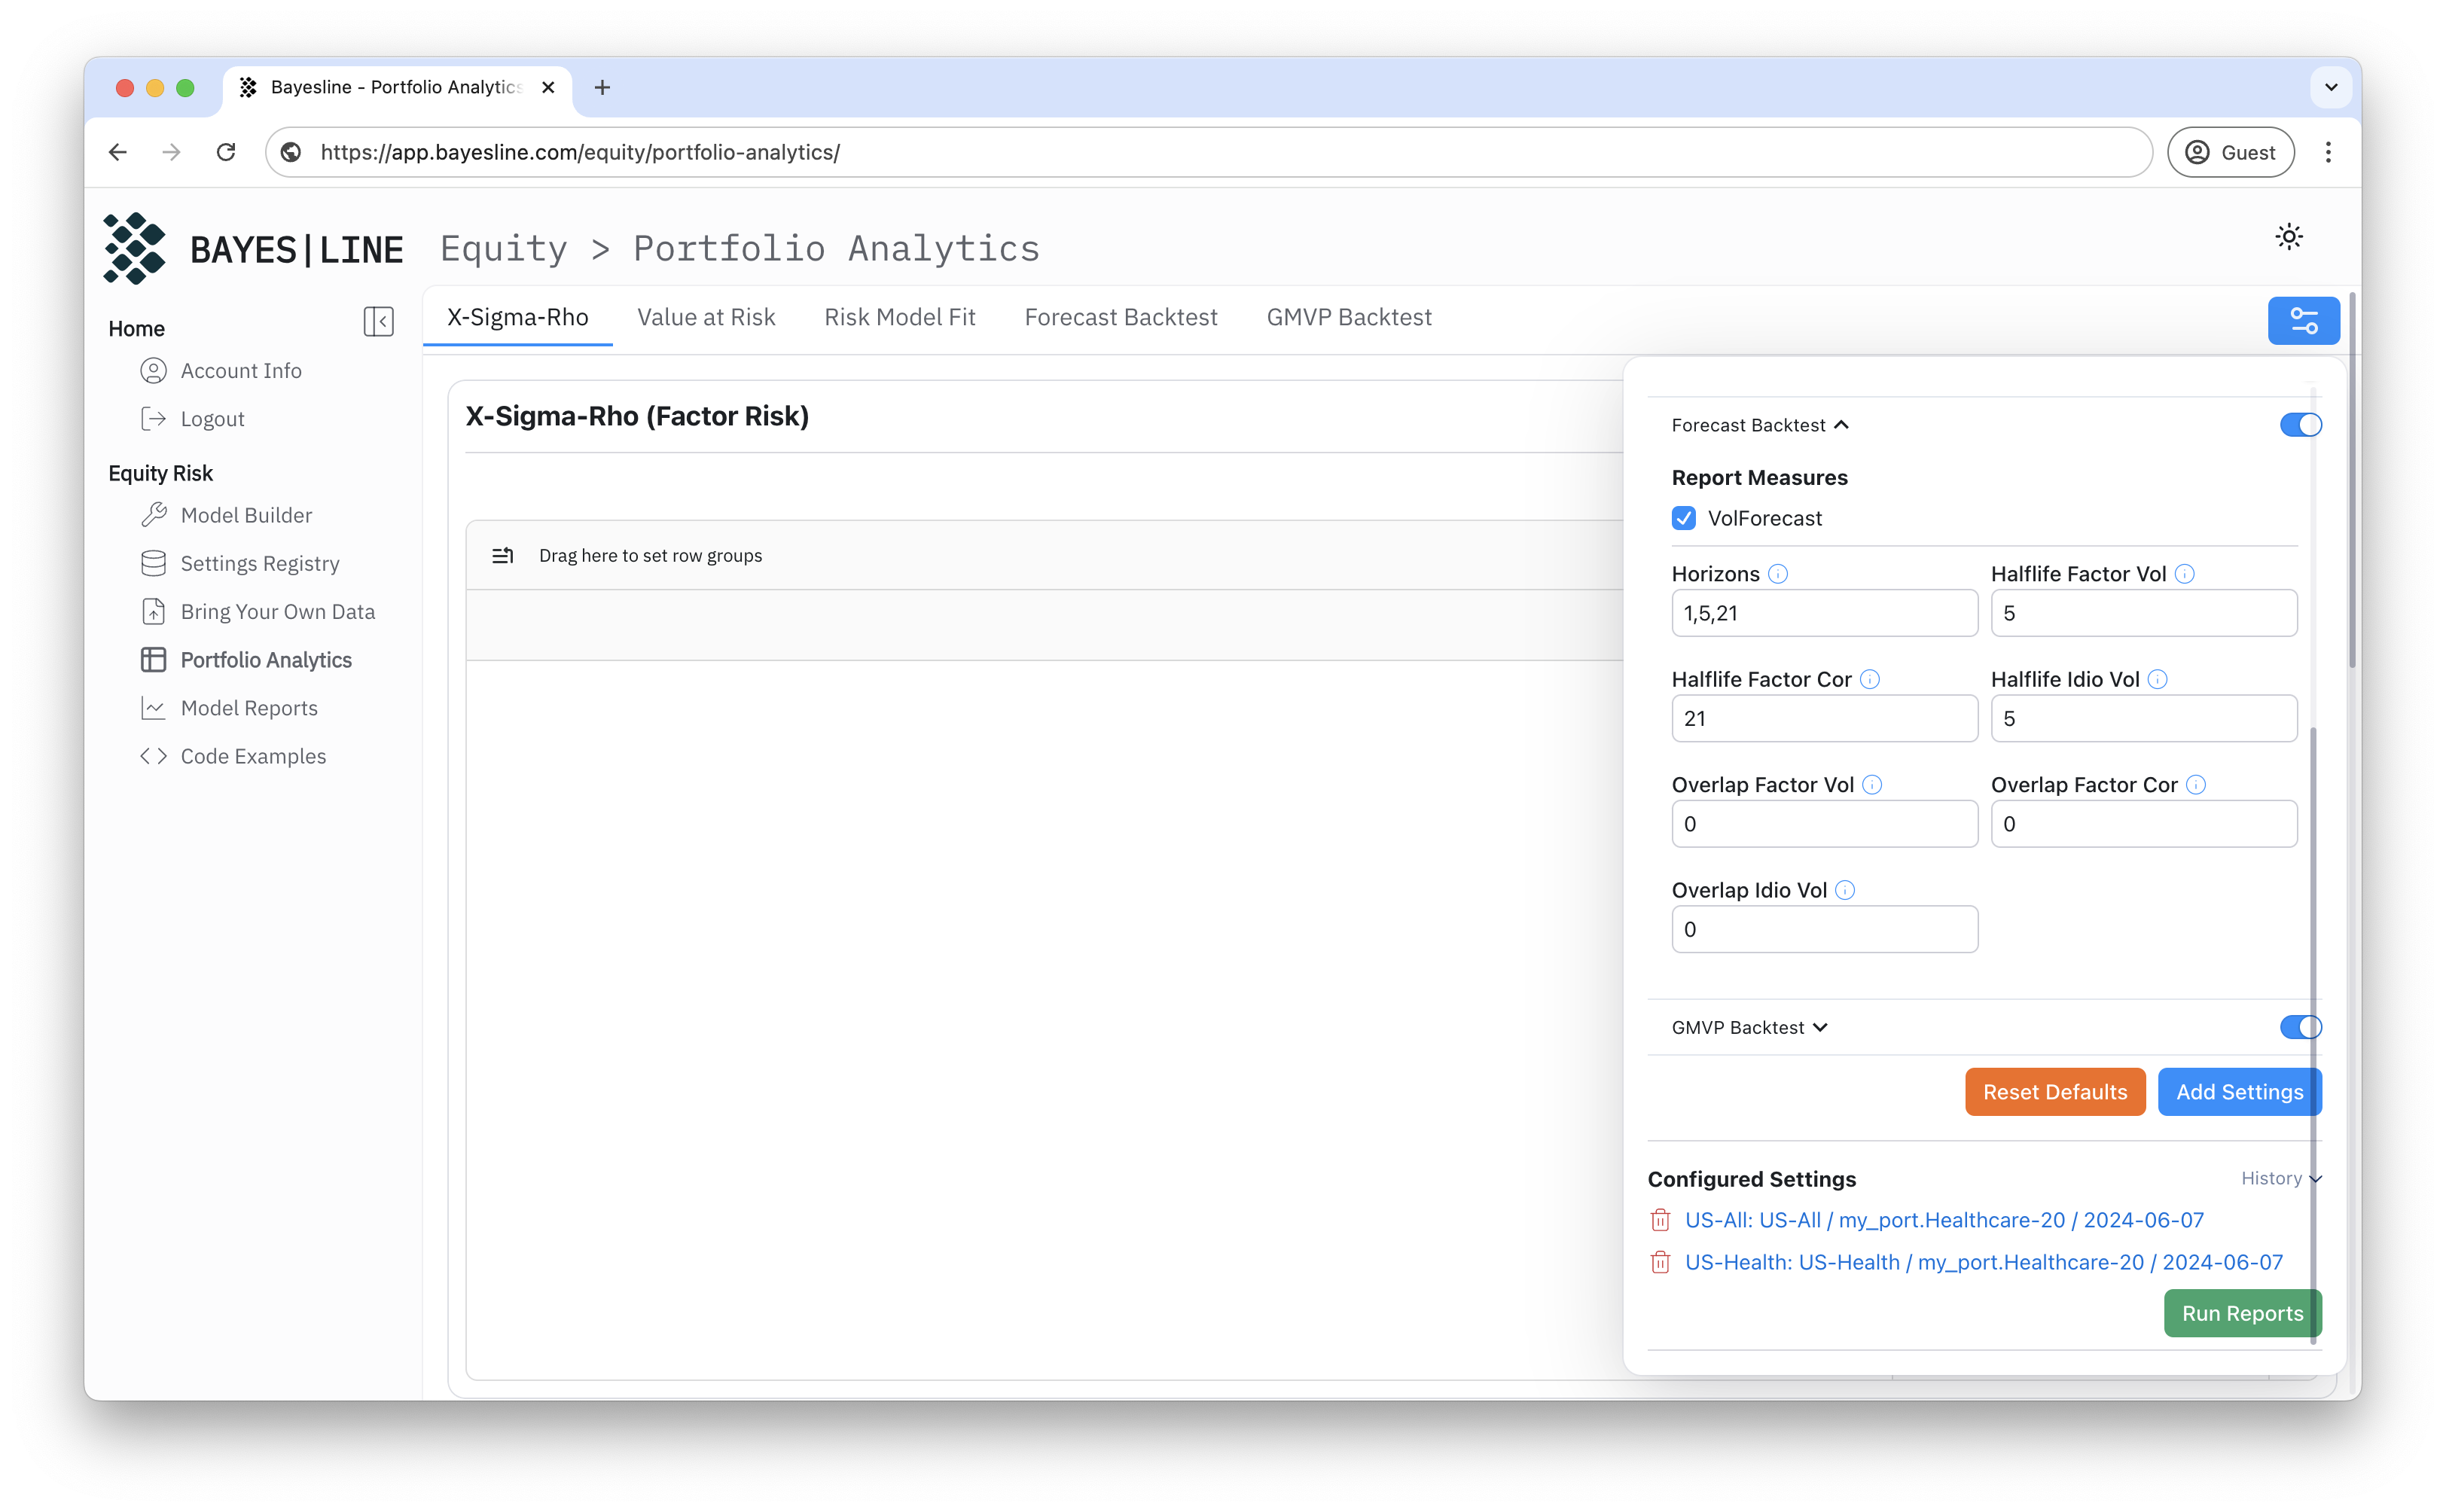 Bayesline - Portfolio Analytics
https://app.bayesline.com/equity/portfolio-analytics/
Guest
BAYES|LINE
Equity > Portfolio Analytics
Home
Account Info
Logout
Equity Risk
Model Builder
Settings Registry
Bring Your Own Data
Portfolio Analytics
Model Reports
Code Examples
X-Sigma-Rho Value at Risk Risk Model Fit Forecast Backtest GMVP Backtest
X-Sigma-Rho (Factor Risk)
Drag here to set row groups
Forecast Backtest
Report Measures
VolForecast
Horizons Halflife Factor Vol
1,5,21 5
Halflife Factor Cor Halflife Idio Vol
21 5
Overlap Factor Vol Overlap Factor Cor
0 0
Overlap Idio Vol
0
GMVP Backtest
Reset Defaults Add Settings
Configured Settings History
US-All: US-All / my_port.Healthcare-20 / 2024-06-07
US-Health: US-Health / my_port.Healthcare-20 / 2024-06-07
Run Reports